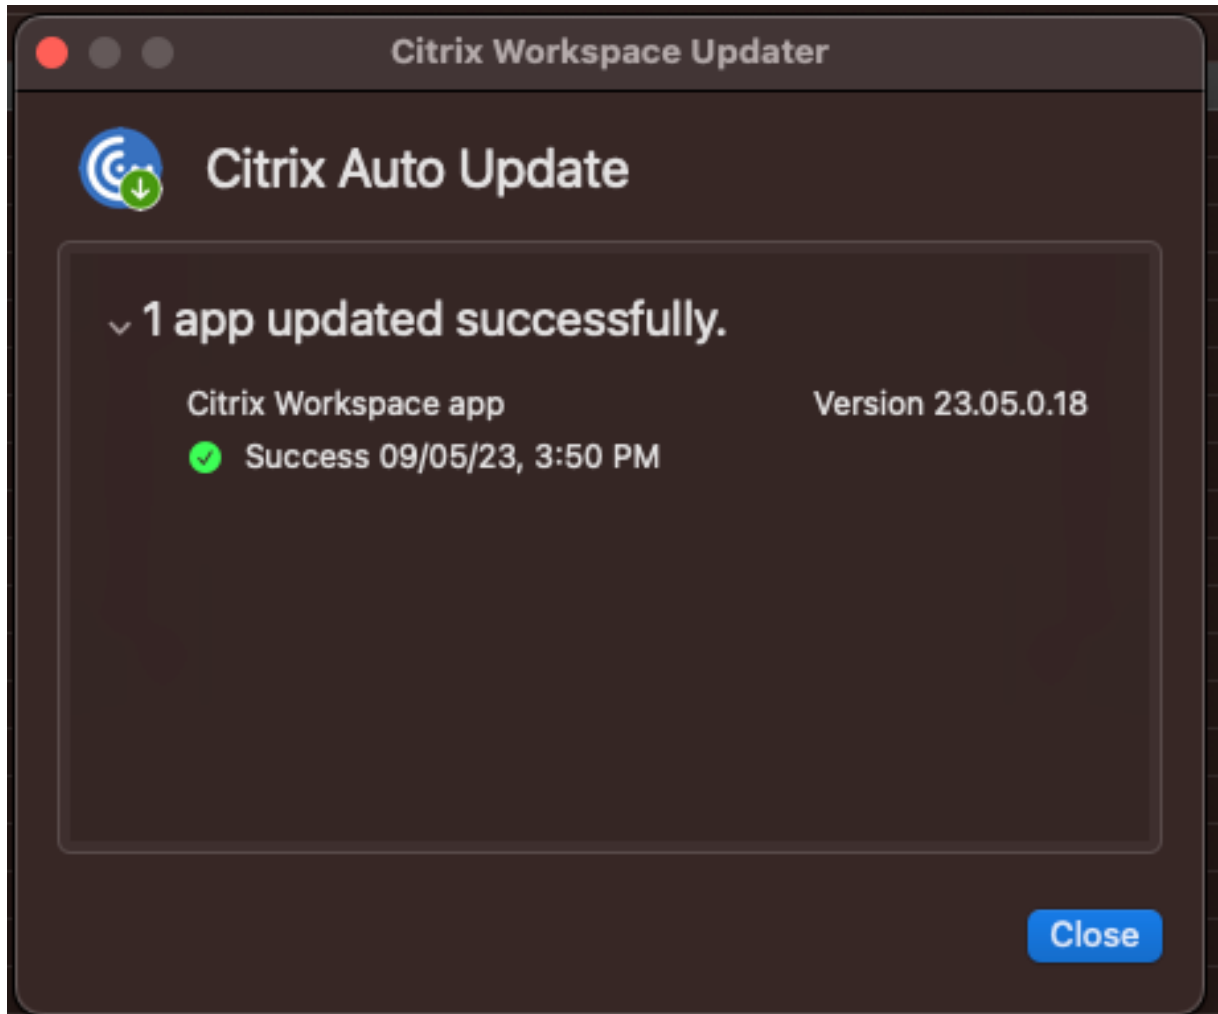 Citrix Workspace Updater
Citrix Auto Update
1 app updated successfully.
Citrix Workspace app Version 23.05.0.18
Success 09/05/23, 3:50 PM
Close